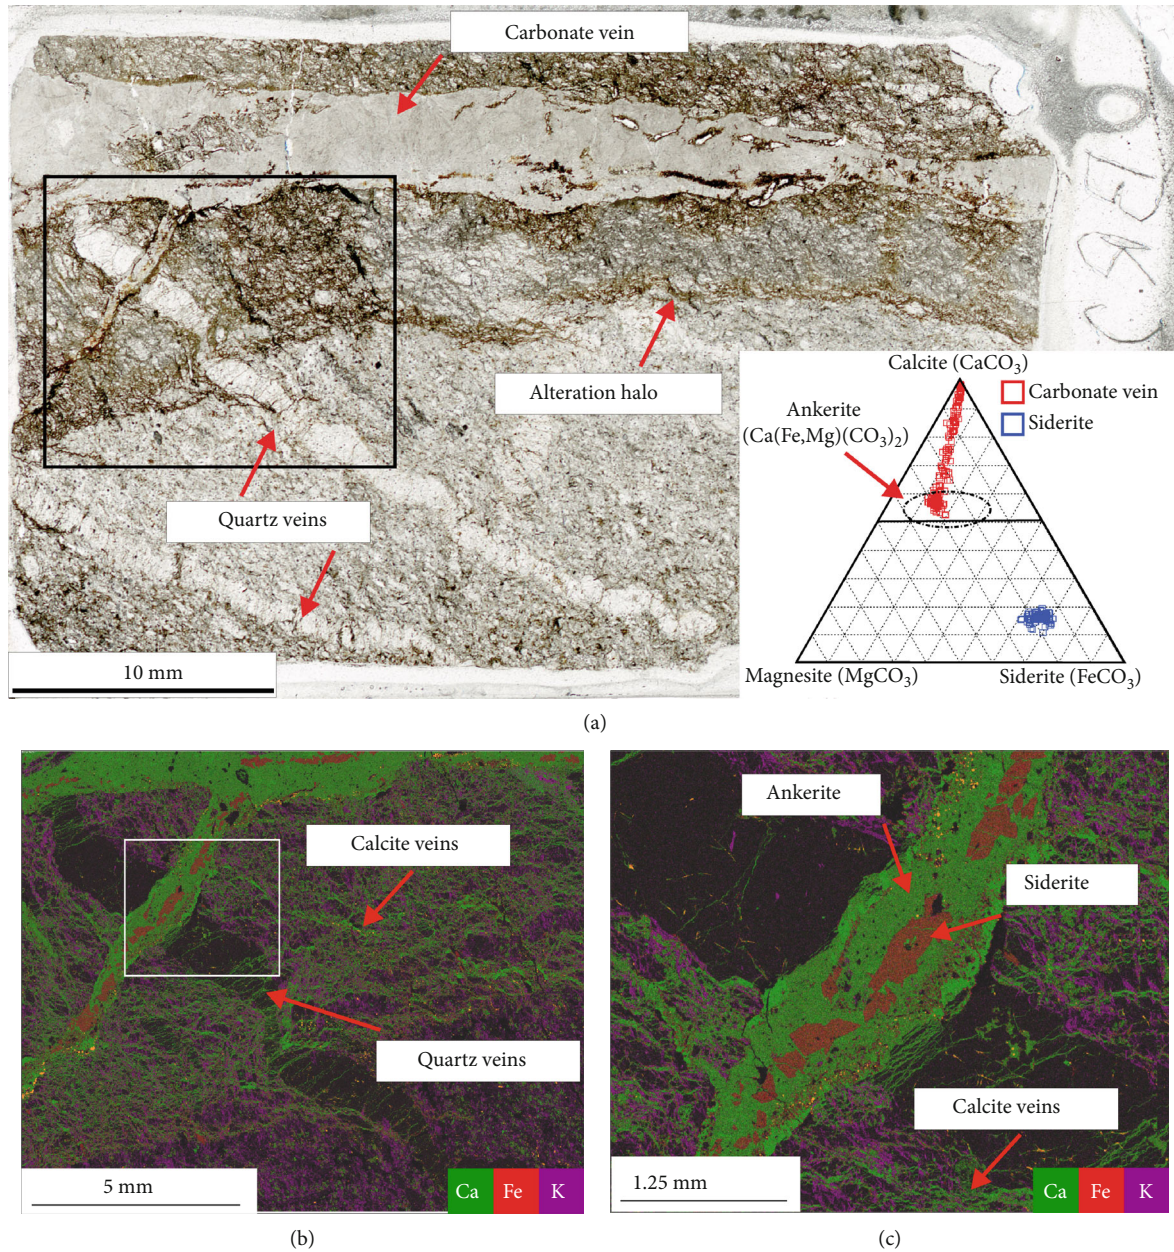 Carbonate vein
Alteration halo
Quartz veins
10 mm
Calcite (CaCO₃)
Carbonate vein
Siderite
Ankerite
(Ca(Fe,Mg)(CO₃)₂)
Magnesite (MgCO₃)
Siderite (FeCO₃)
(a)
Calcite veins
Quartz veins
5 mm
Ca Fe K
(b)
Ankerite
Siderite
Calcite veins
1.25 mm
Ca Fe K
(c)